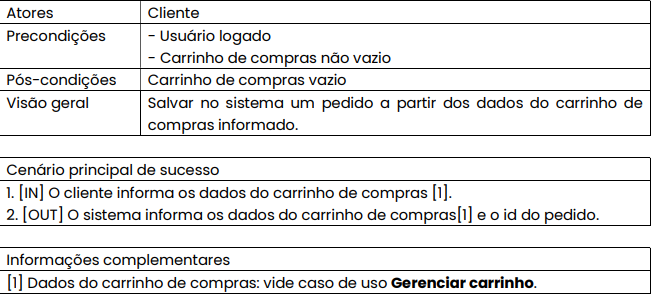 Atores Cliente
Precondições - Usuário logado
- Carrinho de compras não vazio
Pós-condições Carrinho de compras vazio
Visão geral Salvar no sistema um pedido a partir dos dados do carrinho de
compras informado.
Cenário principal de sucesso
1. [IN] O cliente informa os dados do carrinho de compras [1].
2. [OUT] O sistema informa os dados do carrinho de compras[1] e o id do pedido.
Informações complementares
[1] Dados do carrinho de compras: vide caso de uso Gerenciar carrinho.